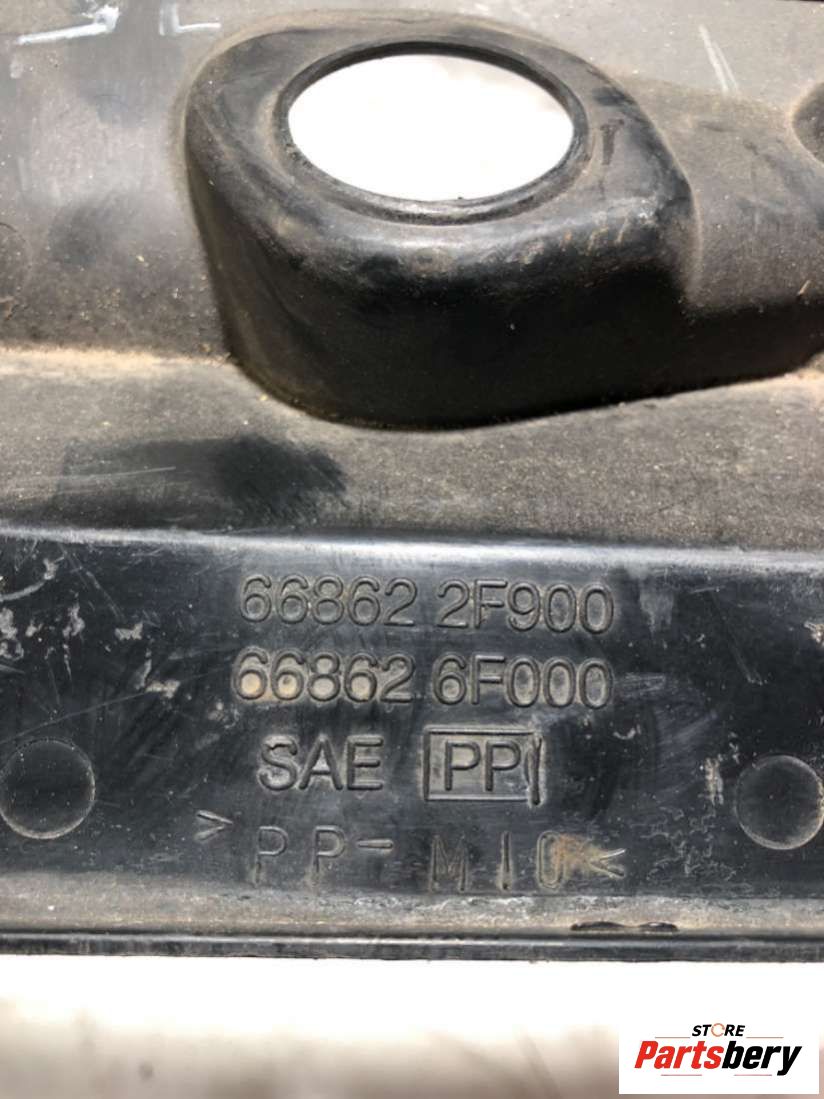 66862 2F900
66862 6F000
SAE PP
>PP-M10<
STORE
Partsbery